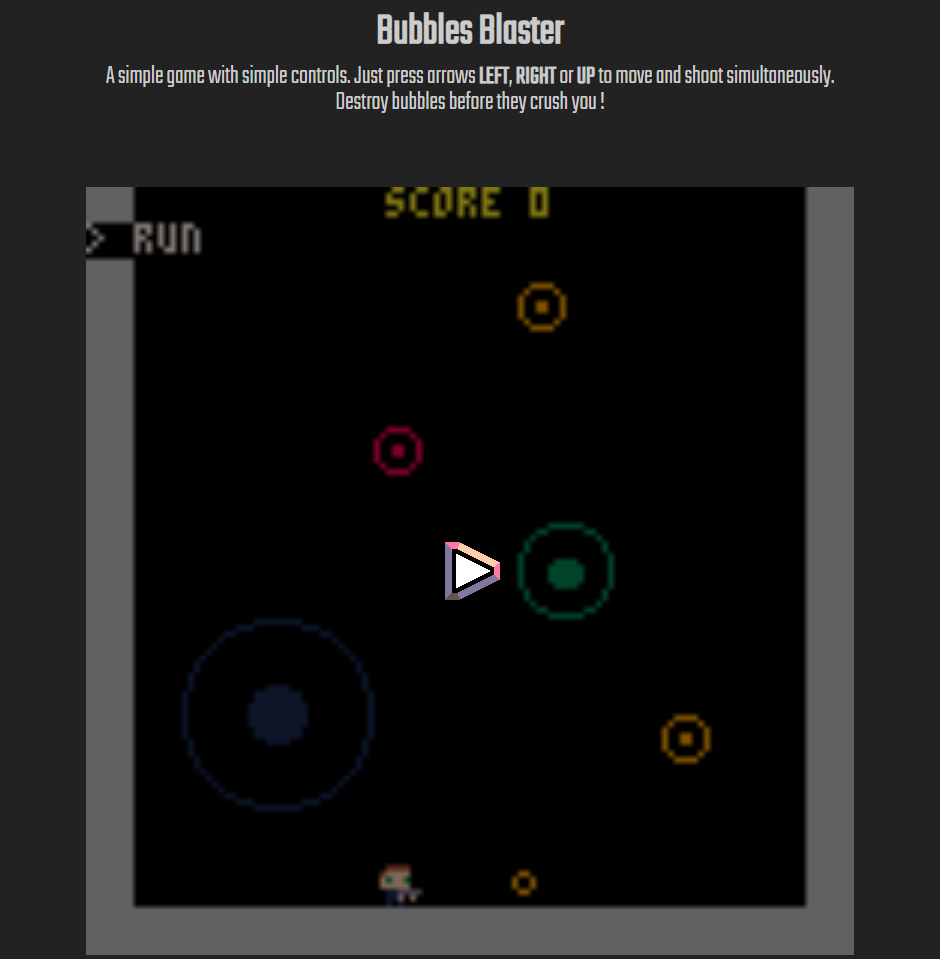 Bubbles Blaster
A simple game with simple controls. Just press arrows LEFT, RIGHT or UP to move and shoot simultaneously.
Destroy bubbles before they crush you !
SCORE 0
> RUN